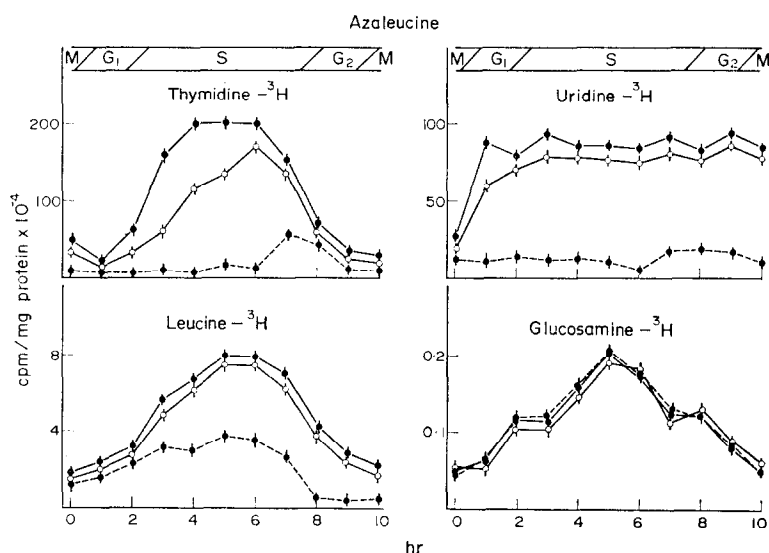 Azaleucine
M G₁ S G₂ M
M G₁ S G₂ M
Thymidine -³H
Uridine -³H
200
100
100
50
Leucine -³H
Glucosamine -³H
8
4
0·2
0·1
cpm/mg protein x 10⁻⁴
0 2 4 6 8 10
0 2 4 6 8 10
hr